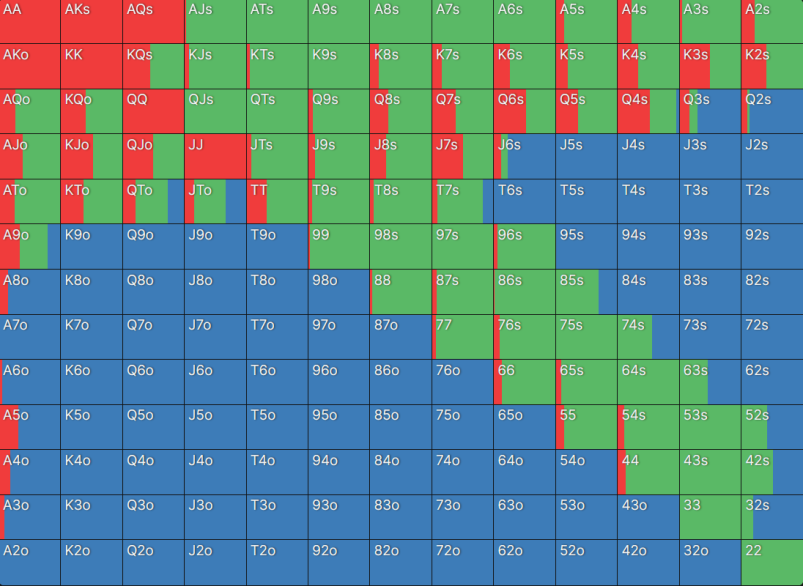 AA AKs AQs AJs ATs A9s A8s A7s A6s A5s A4s A3s A2s
AKo KK KQs KJs KTs K9s K8s K7s K6s K5s K4s K3s K2s
AQo KQo QQ QJs QTs Q9s Q8s Q7s Q6s Q5s Q4s Q3s Q2s
AJo KJo QJo JJ JTs J9s J8s J7s J6s J5s J4s J3s J2s
ATo KTo QTo JTo TT T9s T8s T7s T6s T5s T4s T3s T2s
A9o K9o Q9o J9o T9o 99 98s 97s 96s 95s 94s 93s 92s
A8o K8o Q8o J8o T8o 98o 88 87s 86s 85s 84s 83s 82s
A7o K7o Q7o J7o T7o 97o 87o 77 76s 75s 74s 73s 72s
A6o K6o Q6o J6o T6o 96o 86o 76o 66 65s 64s 63s 62s
A5o K5o Q5o J5o T5o 95o 85o 75o 65o 55 54s 53s 52s
A4o K4o Q4o J4o T4o 94o 84o 74o 64o 54o 44 43s 42s
A3o K3o Q3o J3o T3o 93o 83o 73o 63o 53o 43o 33 32s
A2o K2o Q2o J2o T2o 92o 82o 72o 62o 52o 42o 32o 22